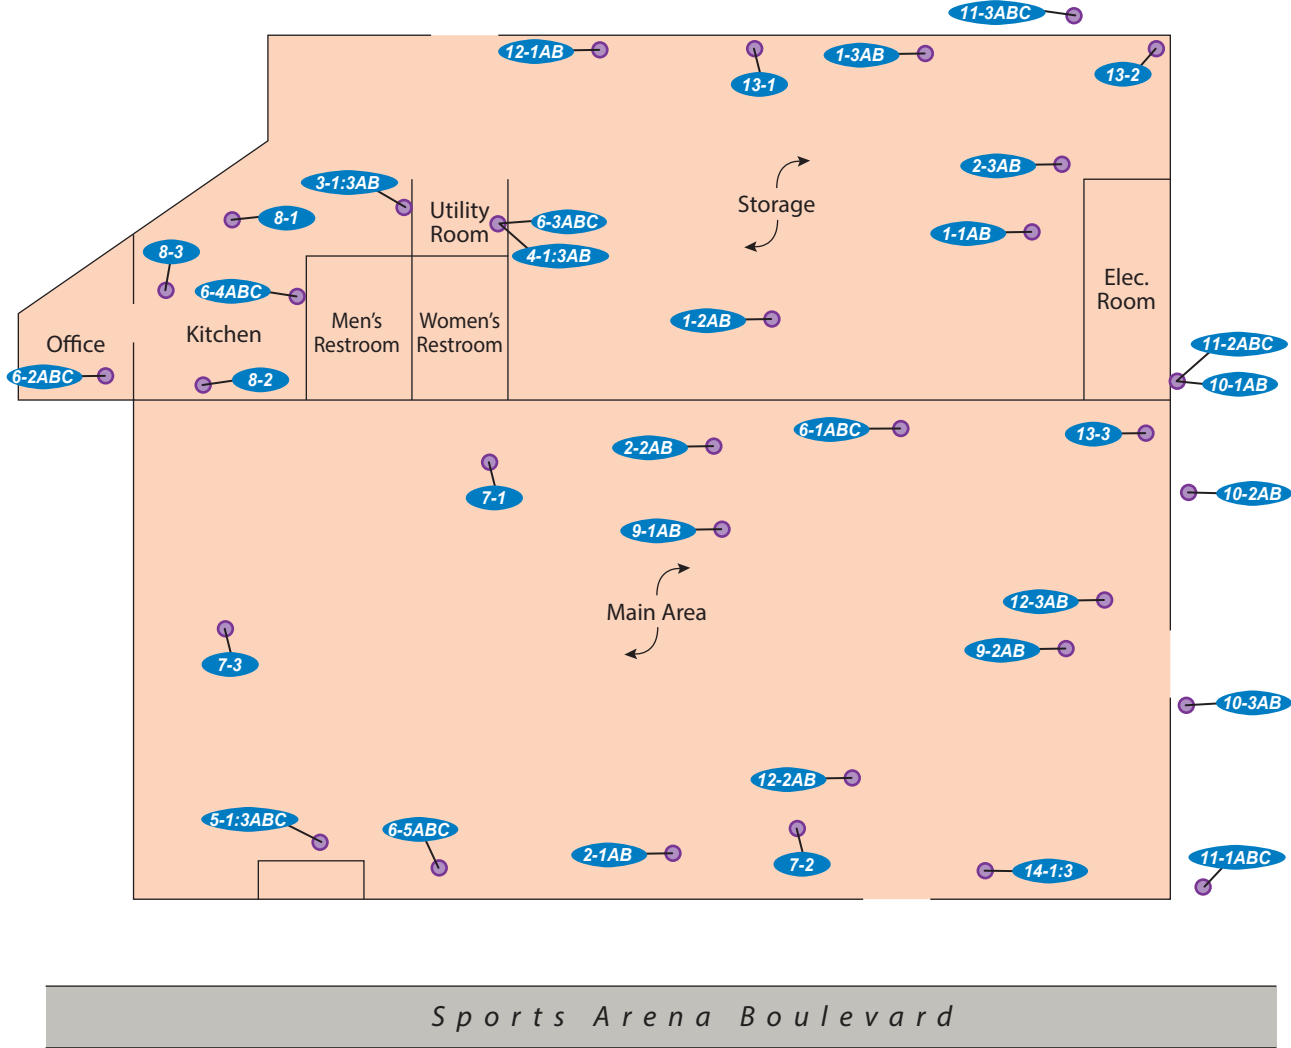 11-3ABC
12-1AB
13-1
1-3AB
13-2
2-3AB
3-1:3AB
8-1
Utility
Room
6-3ABC
4-1:3AB
Storage
1-1AB
8-3
6-4ABC
Elec.
Room
Office
Kitchen
Men's
Restroom
Women's
Restroom
1-2AB
11-2ABC
10-1AB
6-2ABC
8-2
6-1ABC
13-3
2-2AB
7-1
10-2AB
9-1AB
Main Area
12-3AB
9-2AB
7-3
10-3AB
12-2AB
5-1:3ABC
6-5ABC
2-1AB
7-2
14-1:3
11-1ABC
Sports Arena Boulevard